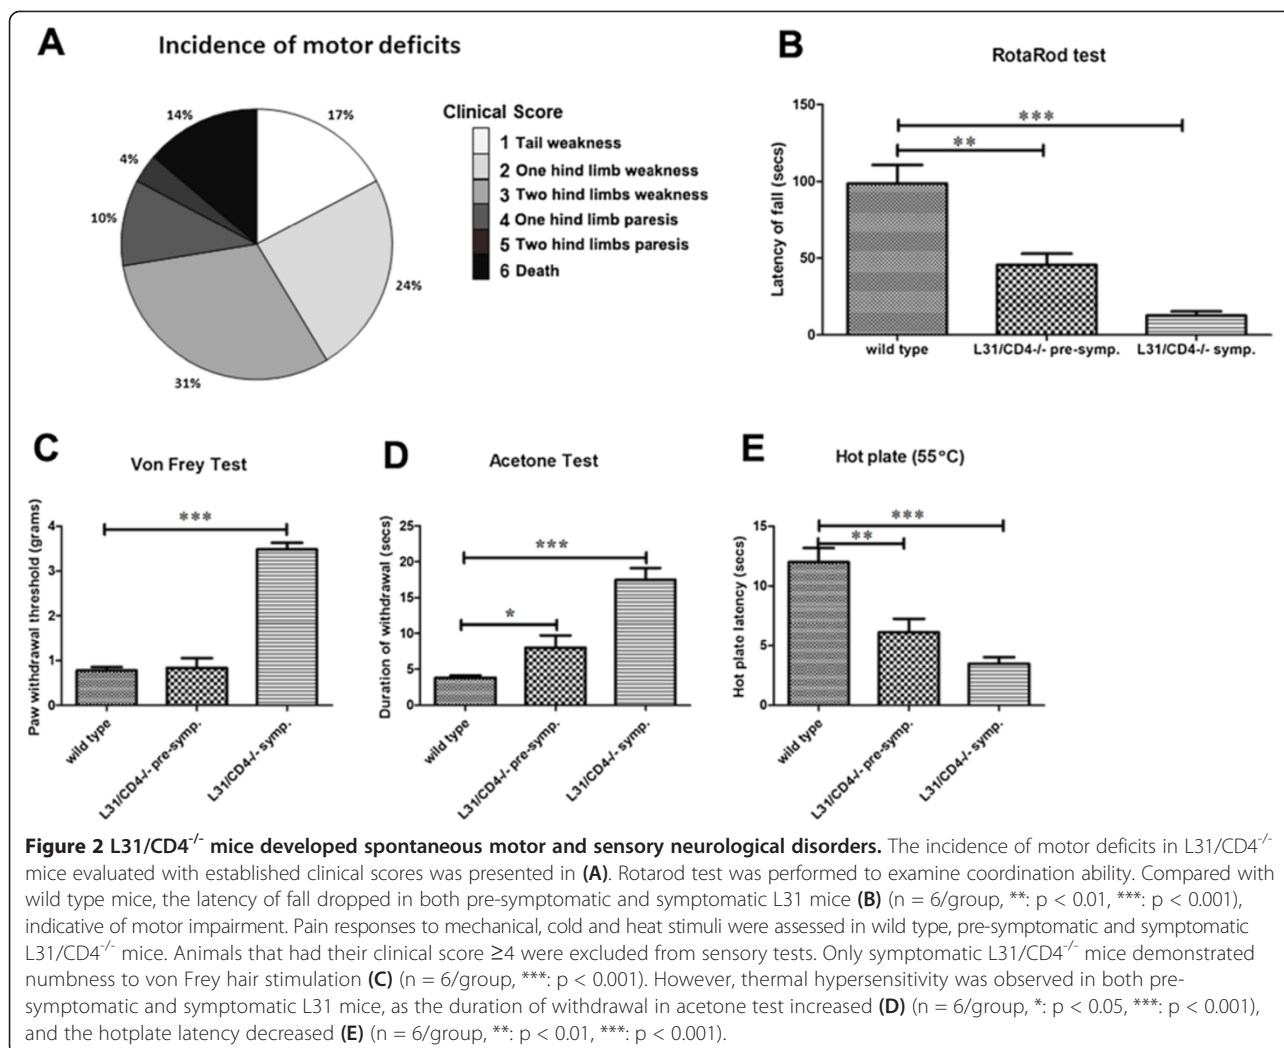 A
Incidence of motor deficits
14%
17%
4%
10%
24%
31%
Clinical Score
1 Tail weakness
2 One hind limb weakness
3 Two hind limbs weakness
4 One hind limb paresis
5 Two hind limbs paresis
6 Death
B
RotaRod test
Latency of fall (secs)
150
100
50
0
***
**
wild type
L31/CD4-/- pre-symp.
L31/CD4-/- symp.
C
Von Frey Test
Paw withdrawal threshold (grams)
4
3
2
1
0
***
wild type
L31/CD4-/- pre-symp.
L31/CD4-/- symp.
D
Acetone Test
Duration of withdrawal (secs)
25
20
15
10
5
0
***
*
wild type
L31/CD4-/- pre-symp.
L31/CD4-/- symp.
E
Hot plate (55°C)
Hot plate latency (secs)
15
10
5
0
***
**
wild type
L31/CD4-/- pre-symp.
L31/CD4-/- symp.
Figure 2 L31/CD4-/- mice developed spontaneous motor and sensory neurological disorders. The incidence of motor deficits in L31/CD4-/-
mice evaluated with established clinical scores was presented in (A). Rotarod test was performed to examine coordination ability. Compared with
wild type mice, the latency of fall dropped in both pre-symptomatic and symptomatic L31 mice (B) (n = 6/group, **: p < 0.01, ***: p < 0.001),
indicative of motor impairment. Pain responses to mechanical, cold and heat stimuli were assessed in wild type, pre-symptomatic and symptomatic
L31/CD4-/- mice. Animals that had their clinical score ≥4 were excluded from sensory tests. Only symptomatic L31/CD4-/- mice demonstrated
numbness to von Frey hair stimulation (C) (n = 6/group, ***: p < 0.001). However, thermal hypersensitivity was observed in both pre-
symptomatic and symptomatic L31 mice, as the duration of withdrawal in acetone test increased (D) (n = 6/group, *: p < 0.05, ***: p < 0.001),
and the hotplate latency decreased (E) (n = 6/group, **: p < 0.01, ***: p < 0.001).